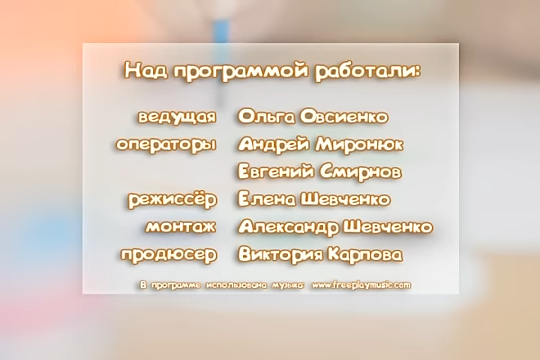 Над программой работали:
ведущая Ольга Овсиенко
операторы Андрей Миронюк
Евгений Смирнов
режиссёр Елена Шевченко
монтаж Александр Шевченко
продюсер Виктория Карпова
В программе использована музыка www.freeplaymusic.com